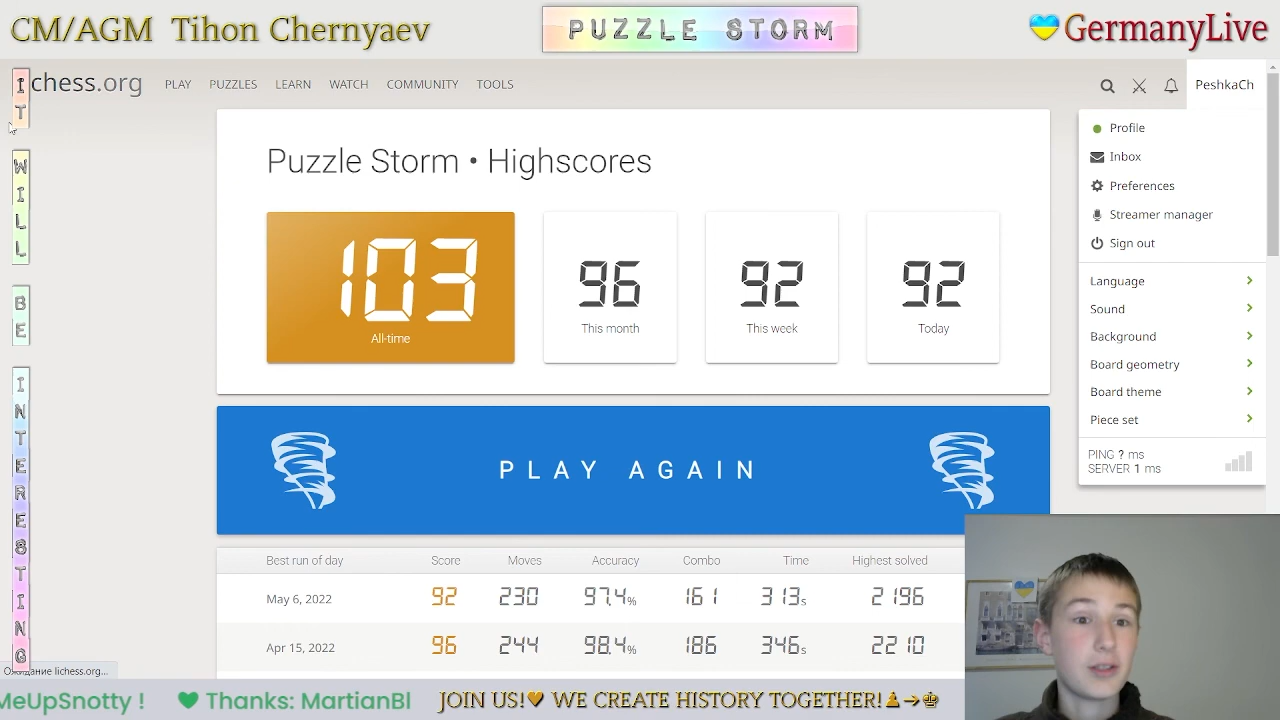 CM/AGM Tihon Chernyaev
PUZZLE STORM
GermanyLive
IT WILL BE INTERESTING
chess.org
PLAY PUZZLES LEARN WATCH COMMUNITY TOOLS
PeshkaCh
Profile
Inbox
Preferences
Streamer manager
Sign out
Language
Sound
Background
Board geometry
Board theme
Piece set
PING ? ms
SERVER 1 ms
Puzzle Storm • Highscores
103
All-time
96
This month
92
This week
92
Today
PLAY AGAIN
Best run of day Score Moves Accuracy Combo Time Highest solved
May 6, 2022 92 230 97.4% 161 313s 2196
Apr 15, 2022 96 244 98.4% 186 346s 2210
Ожидание lichess.org...
MeUpSnotty ! Thanks: MartianBl
JOIN US! WE CREATE HISTORY TOGETHER!